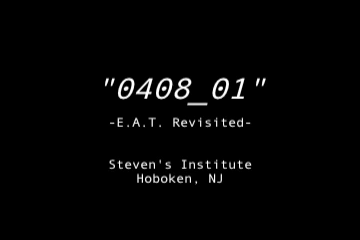 "0408_01"
-E.A.T. Revisited-
Steven's Institute
Hoboken, NJ